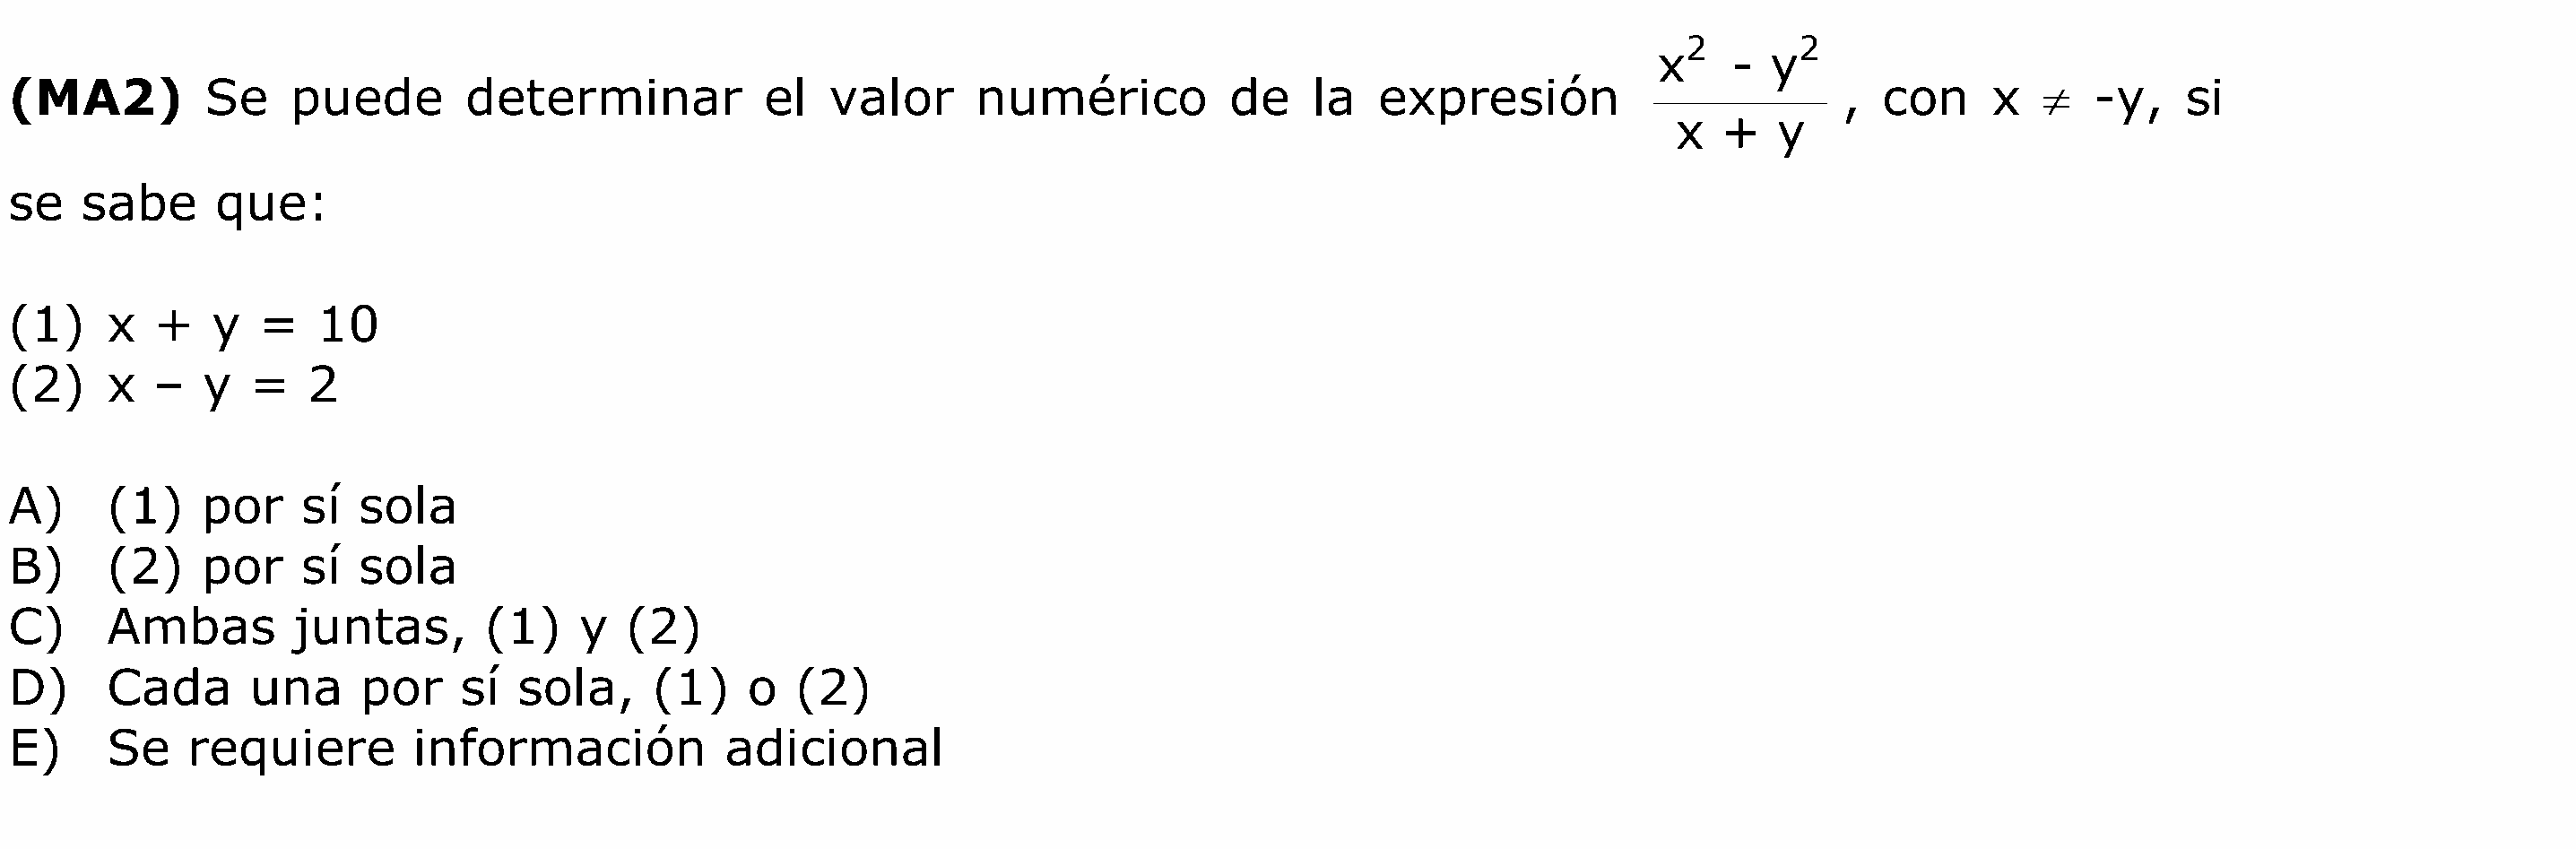 (MA2) Se puede determinar el valor numérico de la expresión \frac{x^2 - y^2}{x + y}, con x ≠ -y, si
se sabe que:
(1) x + y = 10
(2) x – y = 2
A) (1) por sí sola
B) (2) por sí sola
C) Ambas juntas, (1) y (2)
D) Cada una por sí sola, (1) o (2)
E) Se requiere información adicional